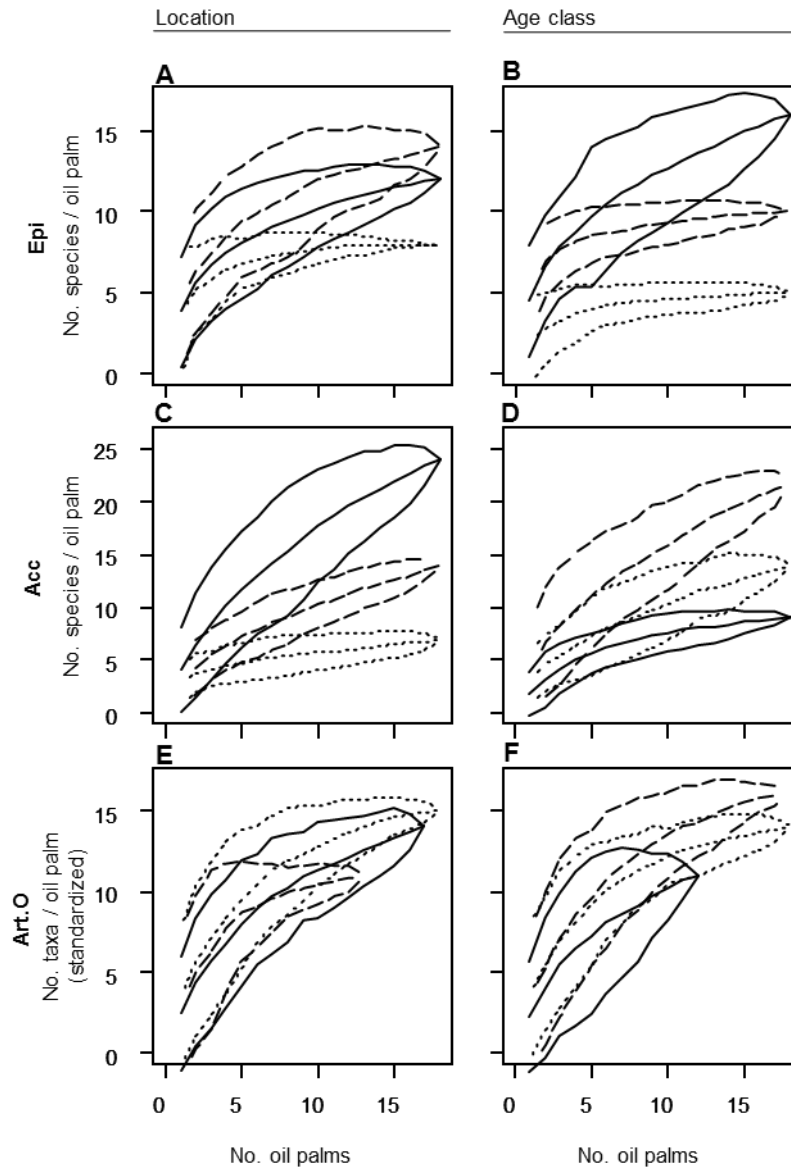 Location Age class
A B
15
10
5
0
Epi
No. species / oil palm
C D
25
20
15
10
5
0
Acc
No. species / oil palm
E F
15
10
5
0
Art.O
No. taxa / oil palm
(standardized)
0 5 10 15 0 5 10 15
No. oil palms No. oil palms